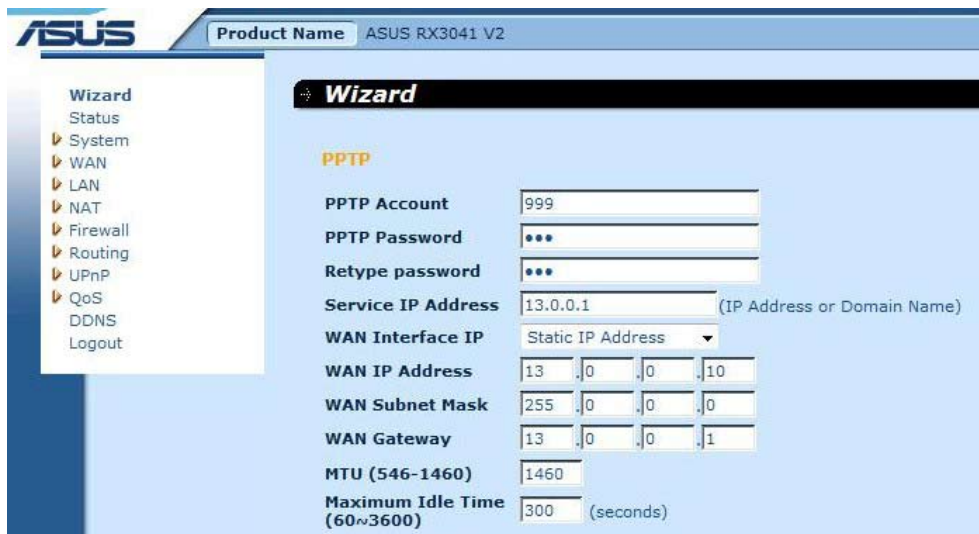 ASUS
Product Name ASUS RX3041 V2
Wizard
Status
System
WAN
LAN
NAT
Firewall
Routing
UPnP
QoS
DDNS
Logout
Wizard
PPTP
PPTP Account 999
PPTP Password •••
Retype password •••
Service IP Address 13.0.0.1 (IP Address or Domain Name)
WAN Interface IP Static IP Address
WAN IP Address 13 .0 .0 .10
WAN Subnet Mask 255 .0 .0 .0
WAN Gateway 13 .0 .0 .1
MTU (546-1460) 1460
Maximum Idle Time
(60~3600) 300 (seconds)